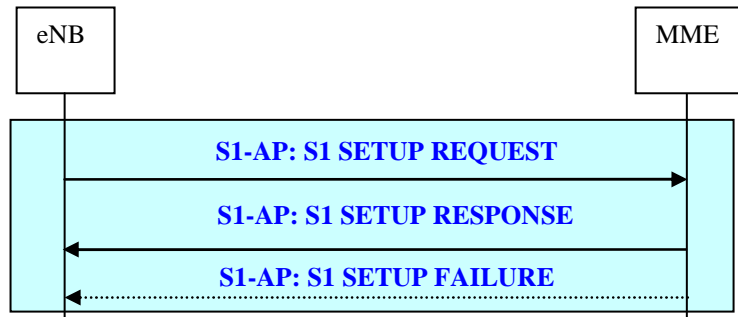 eNB
MME
S1-AP: S1 SETUP REQUEST
S1-AP: S1 SETUP RESPONSE
S1-AP: S1 SETUP FAILURE